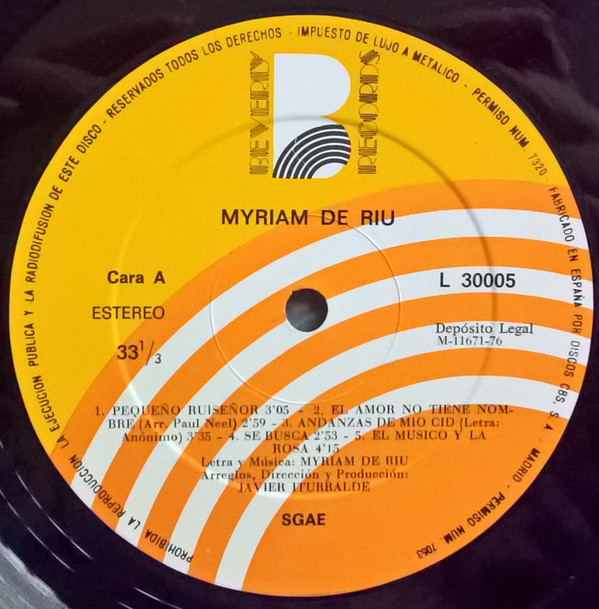 PROHIBIDA LA REPRODUCCION LA EJECUCION PUBLICA Y LA RADIODIFUSION DE ESTE DISCO - RESERVADOS TODOS LOS DERECHOS - IMPUESTO DE LUJO A METALICO - PERMISO NUM. 7320 - FABRICADO EN ESPAÑA POR DISCOS CBS, S. A. - MADRID - PERMISO NUM. 7053
BEVERLY
B
RECORDS
MYRIAM DE RIU
Cara A
L 30005
ESTEREO
Depósito Legal
M-11671-76
33 1/3
1. PEQUEÑO RUISEÑOR 3'05 - 2. EL AMOR NO TIENE NOM-
BRE (Arr. Paul Neel) 2'59 - 3. ANDANZAS DE MIO CID (Letra:
Anónimo) 3'35 - 4. SE BUSCA 2'53 - 5. EL MUSICO Y LA
ROSA 4'15
Letra y Música: MYRIAM DE RIU
Arreglos, Dirección y Producción:
JAVIER ITURRALDE
SGAE